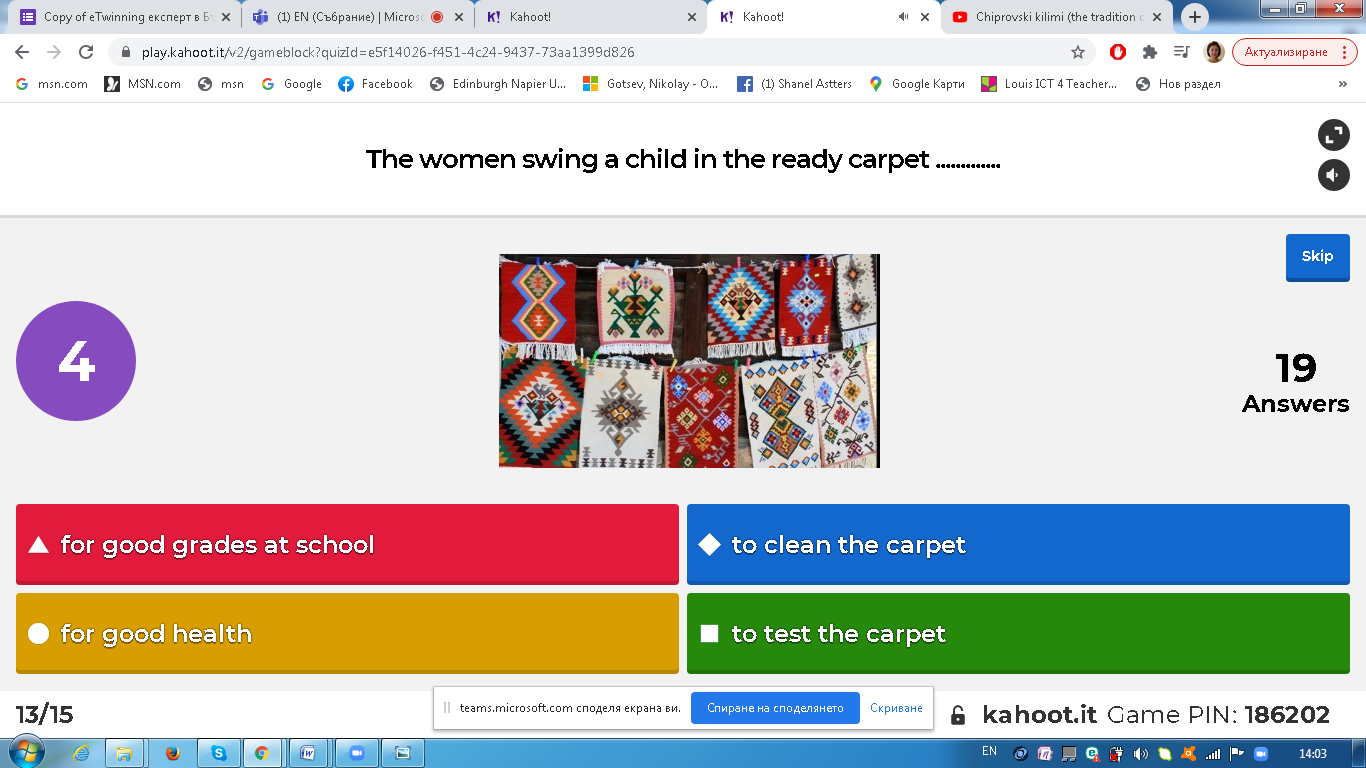 Copy of eTwinning експерт в Бъ
(1) EN (Събрание) | Micros
Kahoot!
Kahoot!
Chiprovski kilimi (the tradition o
play.kahoot.it/v2/gameblock?quizId=e5f14026-f451-4c24-9437-73aa1399d826
Актуализиране
msn.com
MSN.com
msn
Google
Facebook
Edinburgh Napier U...
Gotsev, Nikolay - O...
(1) Shanel Astters
Google Карти
Louis ICT 4 Teacher...
Нов раздел
The women swing a child in the ready carpet .............
Skip
4
19
Answers
for good grades at school
to clean the carpet
for good health
to test the carpet
13/15
teams.microsoft.com споделя екрана ви.
Спиране на споделянето
Скриване
kahoot.it Game PIN: 186202
EN
14:03